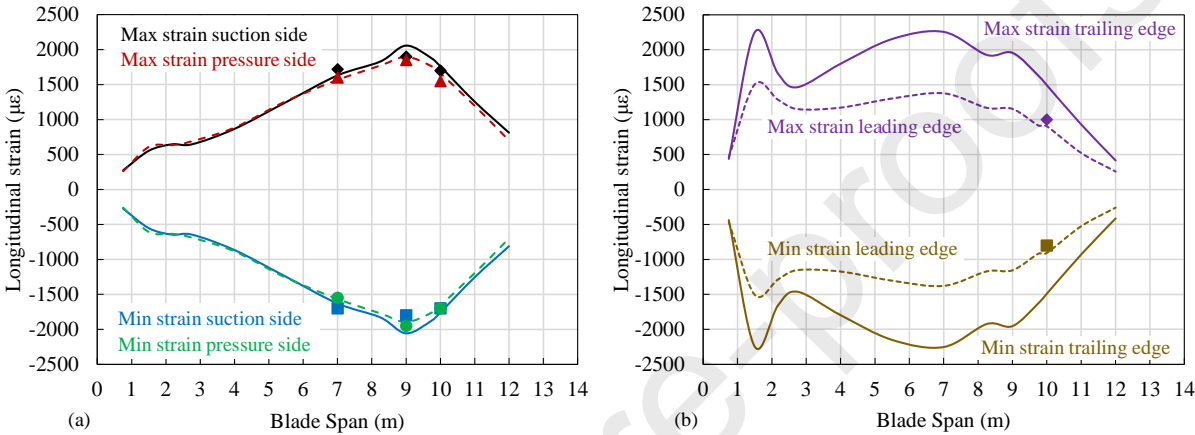 2500
2000
1500
1000
500
0
-500
-1000
-1500
-2000
-2500
Longitudinal strain (με)
Max strain suction side
Max strain pressure side
Min strain suction side
Min strain pressure side
0 1 2 3 4 5 6 7 8 9 10 11 12 13 14
(a)
Blade Span (m)
2500
2000
1500
1000
500
0
-500
-1000
-1500
-2000
-2500
Longitudinal strain (με)
Max strain trailing edge
Max strain leading edge
Min strain leading edge
Min strain trailing edge
0 1 2 3 4 5 6 7 8 9 10 11 12 13 14
(b)
Blade Span (m)
re-proofs